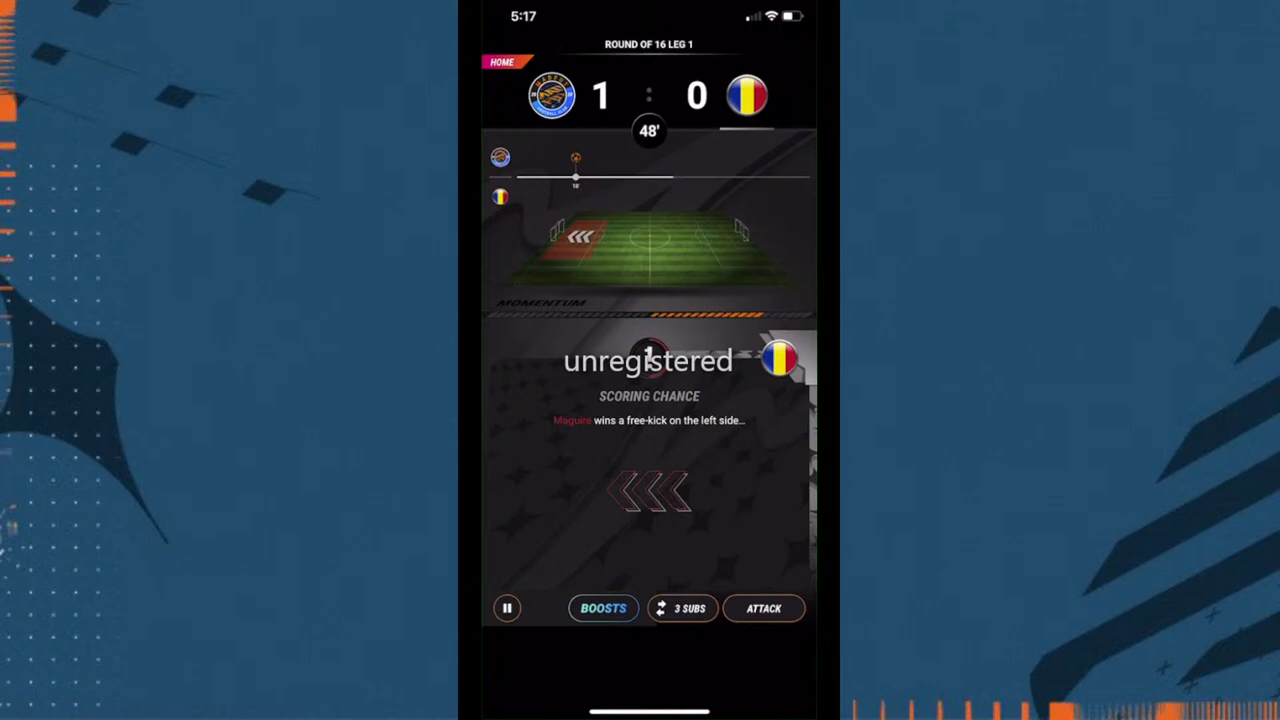 5:17
ROUND OF 16 LEG 1
HOME
1 : 0
48'
16'
MOMENTUM
unregistered
SCORING CHANCE
Maguire wins a free-kick on the left side...
BOOSTS
3 SUBS
ATTACK